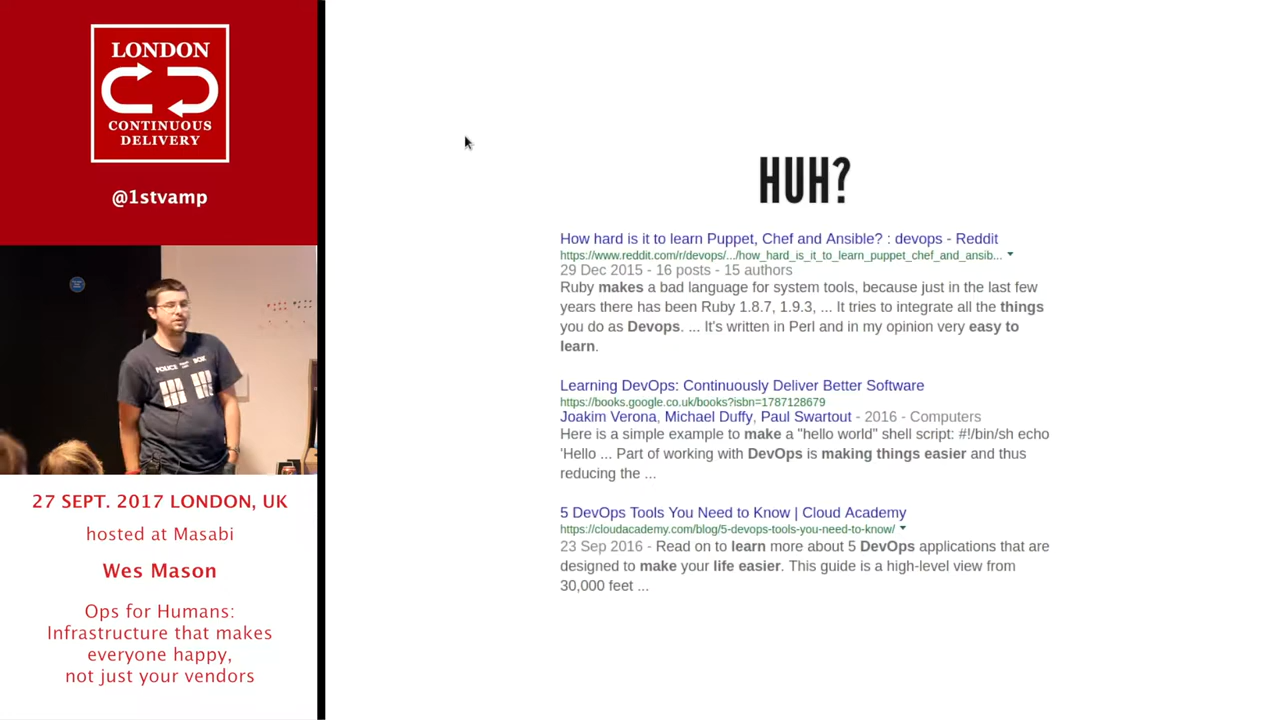 LONDON
CONTINUOUS
DELIVERY
@1stvamp
POLICE BOX
27 SEPT. 2017 LONDON, UK
hosted at Masabi
Wes Mason
Ops for Humans:
Infrastructure that makes
everyone happy,
not just your vendors
HUH?
How hard is it to learn Puppet, Chef and Ansible? : devops - Reddit
https://www.reddit.com/r/devops/.../how_hard_is_it_to_learn_puppet_chef_and_ansib...
29 Dec 2015 - 16 posts - 15 authors
Ruby makes a bad language for system tools, because just in the last few
years there has been Ruby 1.8.7, 1.9.3, ... It tries to integrate all the things
you do as Devops. ... It's written in Perl and in my opinion very easy to
learn.
Learning DevOps: Continuously Deliver Better Software
https://books.google.co.uk/books?isbn=1787128679
Joakim Verona, Michael Duffy, Paul Swartout - 2016 - Computers
Here is a simple example to make a "hello world" shell script: #!/bin/sh echo
'Hello ... Part of working with DevOps is making things easier and thus
reducing the ...
5 DevOps Tools You Need to Know | Cloud Academy
https://cloudacademy.com/blog/5-devops-tools-you-need-to-know/
23 Sep 2016 - Read on to learn more about 5 DevOps applications that are
designed to make your life easier. This guide is a high-level view from
30,000 feet ...